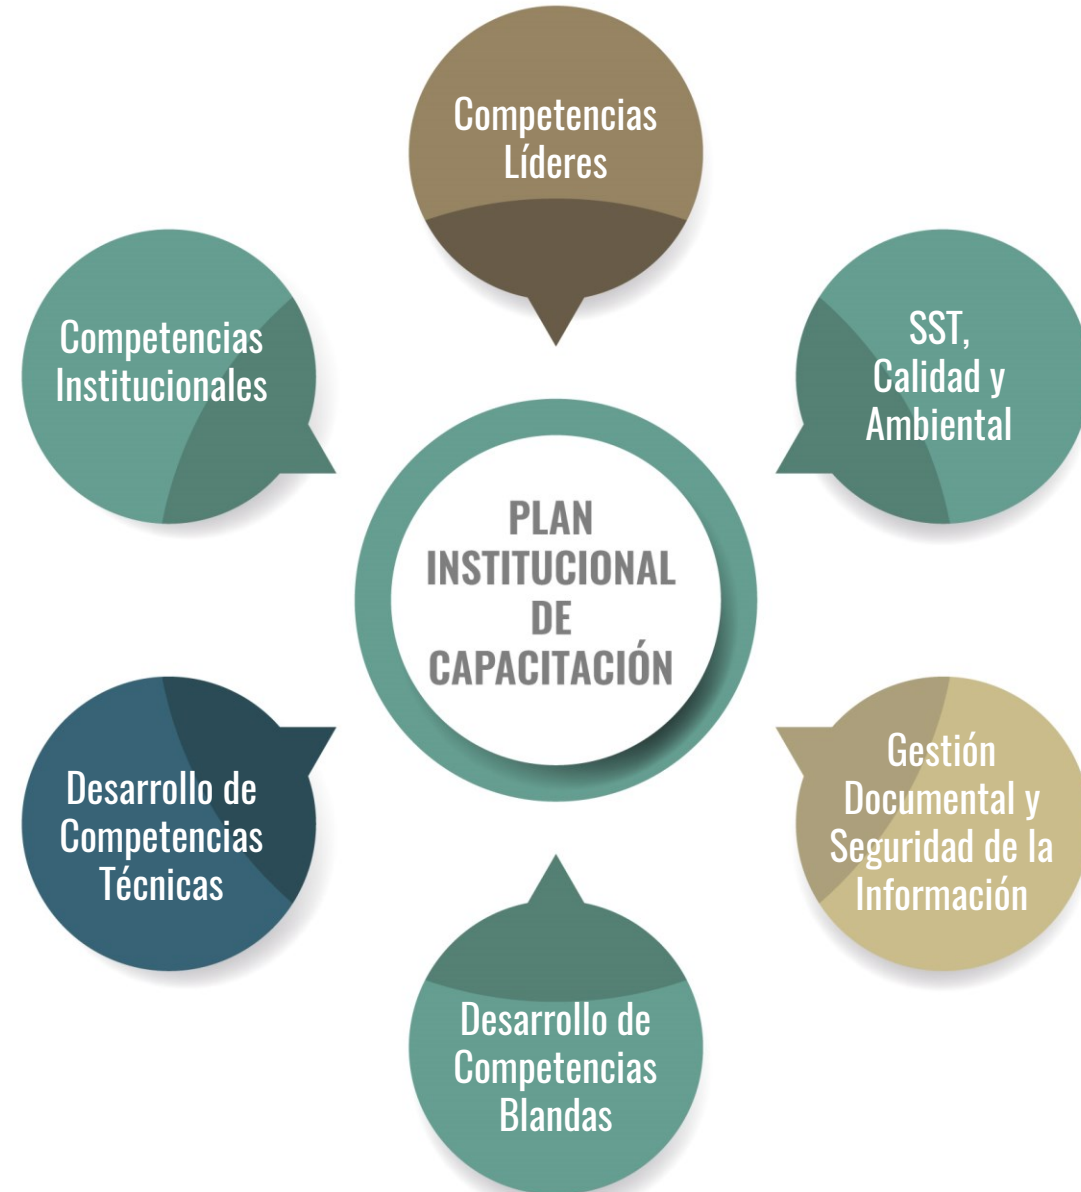 Competencias
Líderes
Competencias
Institucionales
SST,
Calidad y
Ambiental
PLAN
INSTITUCIONAL
DE
CAPACITACIÓN
Desarrollo de
Competencias
Técnicas
Gestión
Documental y
Seguridad de la
Información
Desarrollo de
Competencias
Blandas